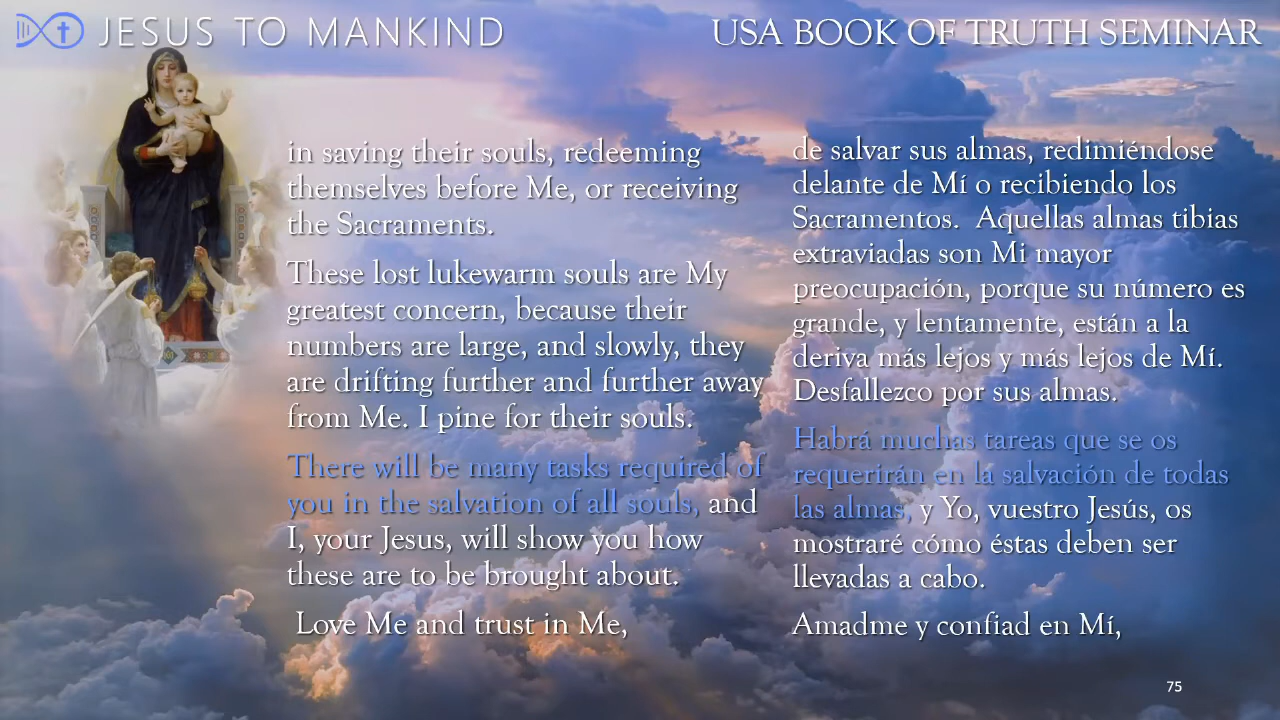 JESUS TO MANKIND
USA BOOK OF TRUTH SEMINAR
in saving their souls, redeeming
themselves before Me, or receiving
the Sacraments.
These lost lukewarm souls are My
greatest concern, because their
numbers are large, and slowly, they
are drifting further and further away
from Me. I pine for their souls.
There will be many tasks required of
you in the salvation of all souls, and
I, your Jesus, will show you how
these are to be brought about.
Love Me and trust in Me,
de salvar sus almas, redimiéndose
delante de Mí o recibiendo los
Sacramentos. Aquellas almas tibias
extraviadas son Mi mayor
preocupación, porque su número es
grande, y lentamente, están a la
deriva más lejos y más lejos de Mí.
Desfallezco por sus almas.
Habrá muchas tareas que se os
requerirán en la salvación de todas
las almas, y Yo, vuestro Jesús, os
mostraré cómo éstas deben ser
llevadas a cabo.
Amadme y confiad en Mí,
75